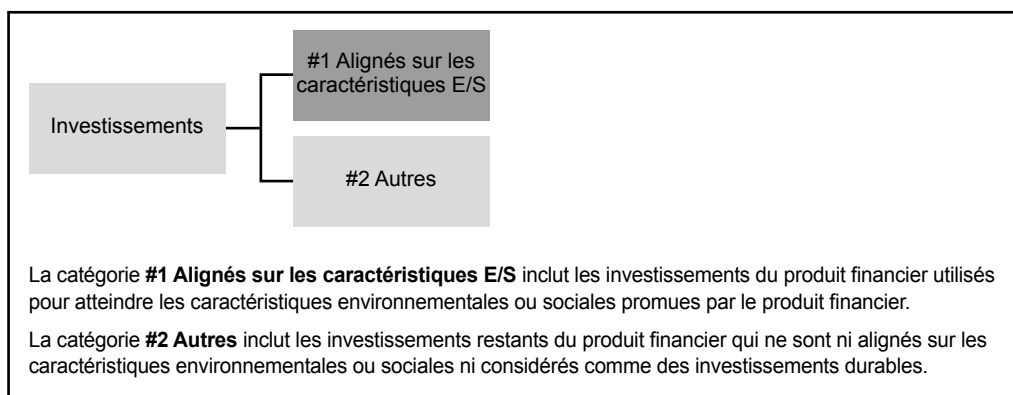 #1 Alignés sur les
caractéristiques E/S
Investissements
#2 Autres
La catégorie #1 Alignés sur les caractéristiques E/S inclut les investissements du produit financier utilisés
pour atteindre les caractéristiques environnementales ou sociales promues par le produit financier.
La catégorie #2 Autres inclut les investissements restants du produit financier qui ne sont ni alignés sur les
caractéristiques environnementales ou sociales ni considérés comme des investissements durables.